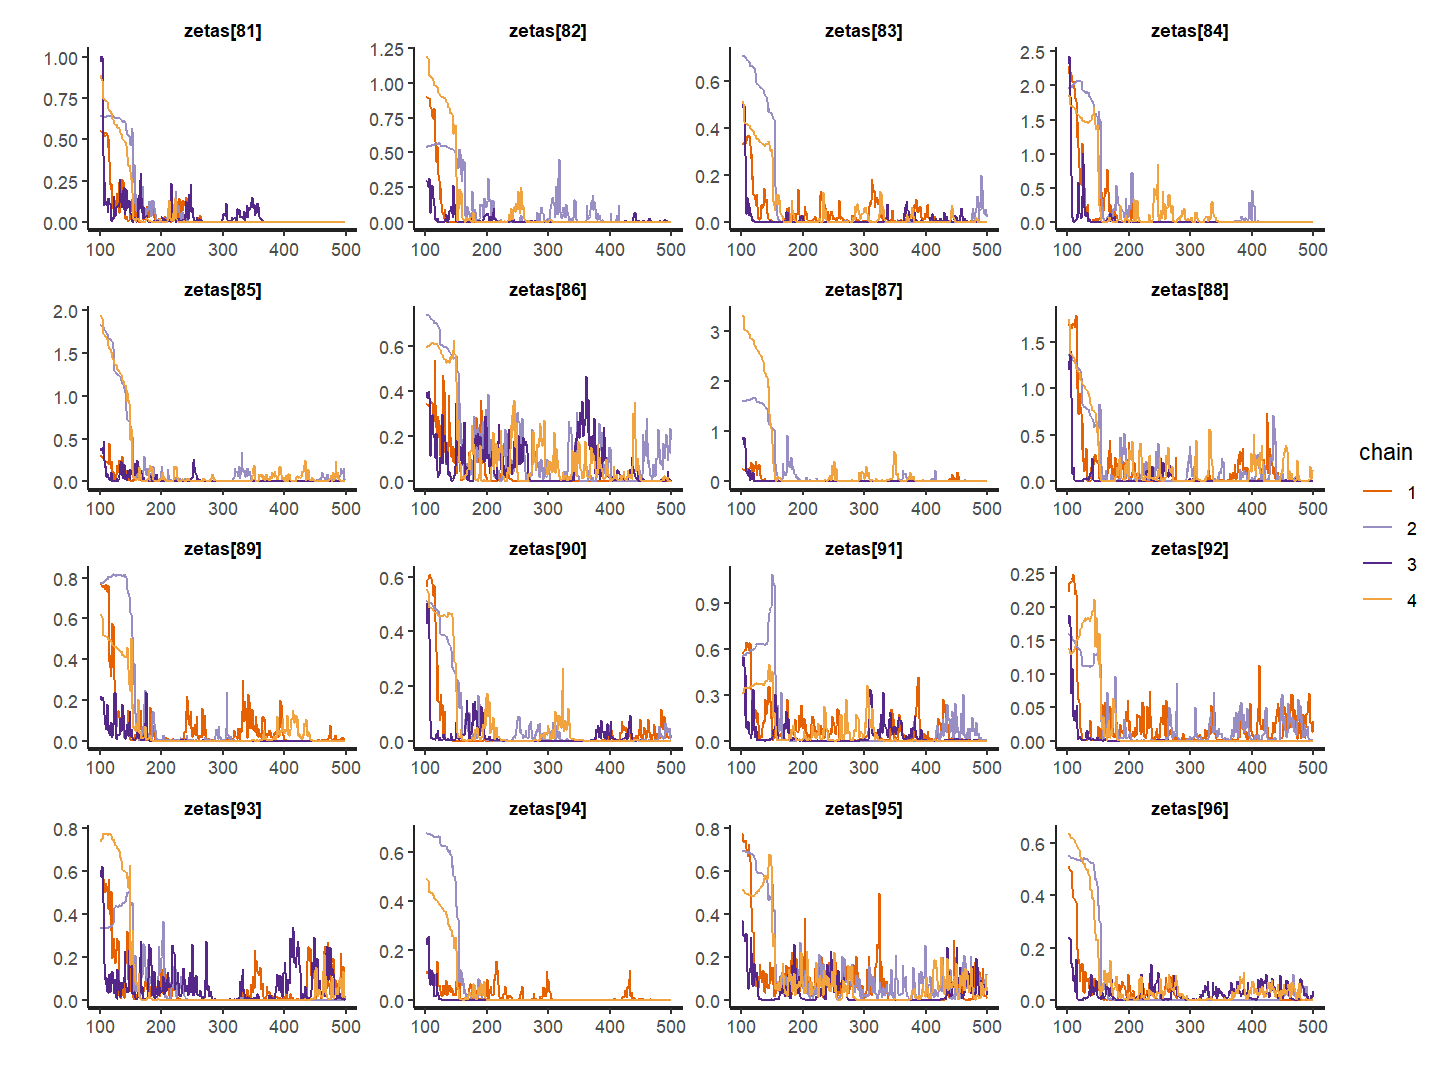 zetas[81] zetas[82] zetas[83] zetas[84]
1.00 0.75 0.50 0.25 0.00
1.25 1.00 0.75 0.50 0.25 0.00
0.6 0.4 0.2 0.0
2.5 2.0 1.5 1.0 0.5 0.0
100 200 300 400 500 100 200 300 400 500 100 200 300 400 500 100 200 300 400 500
zetas[85] zetas[86] zetas[87] zetas[88]
2.0 1.5 1.0 0.5 0.0
0.6 0.4 0.2 0.0
3 2 1 0
1.5 1.0 0.5 0.0
100 200 300 400 500 100 200 300 400 500 100 200 300 400 500 100 200 300 400 500
zetas[89] zetas[90] zetas[91] zetas[92]
0.8 0.6 0.4 0.2 0.0
0.6 0.4 0.2 0.0
0.9 0.6 0.3 0.0
0.25 0.20 0.15 0.10 0.05 0.00
100 200 300 400 500 100 200 300 400 500 100 200 300 400 500 100 200 300 400 500
zetas[93] zetas[94] zetas[95] zetas[96]
0.8 0.6 0.4 0.2 0.0
0.6 0.4 0.2 0.0
0.8 0.6 0.4 0.2 0.0
0.6 0.4 0.2 0.0
100 200 300 400 500 100 200 300 400 500 100 200 300 400 500 100 200 300 400 500
chain
1
2
3
4